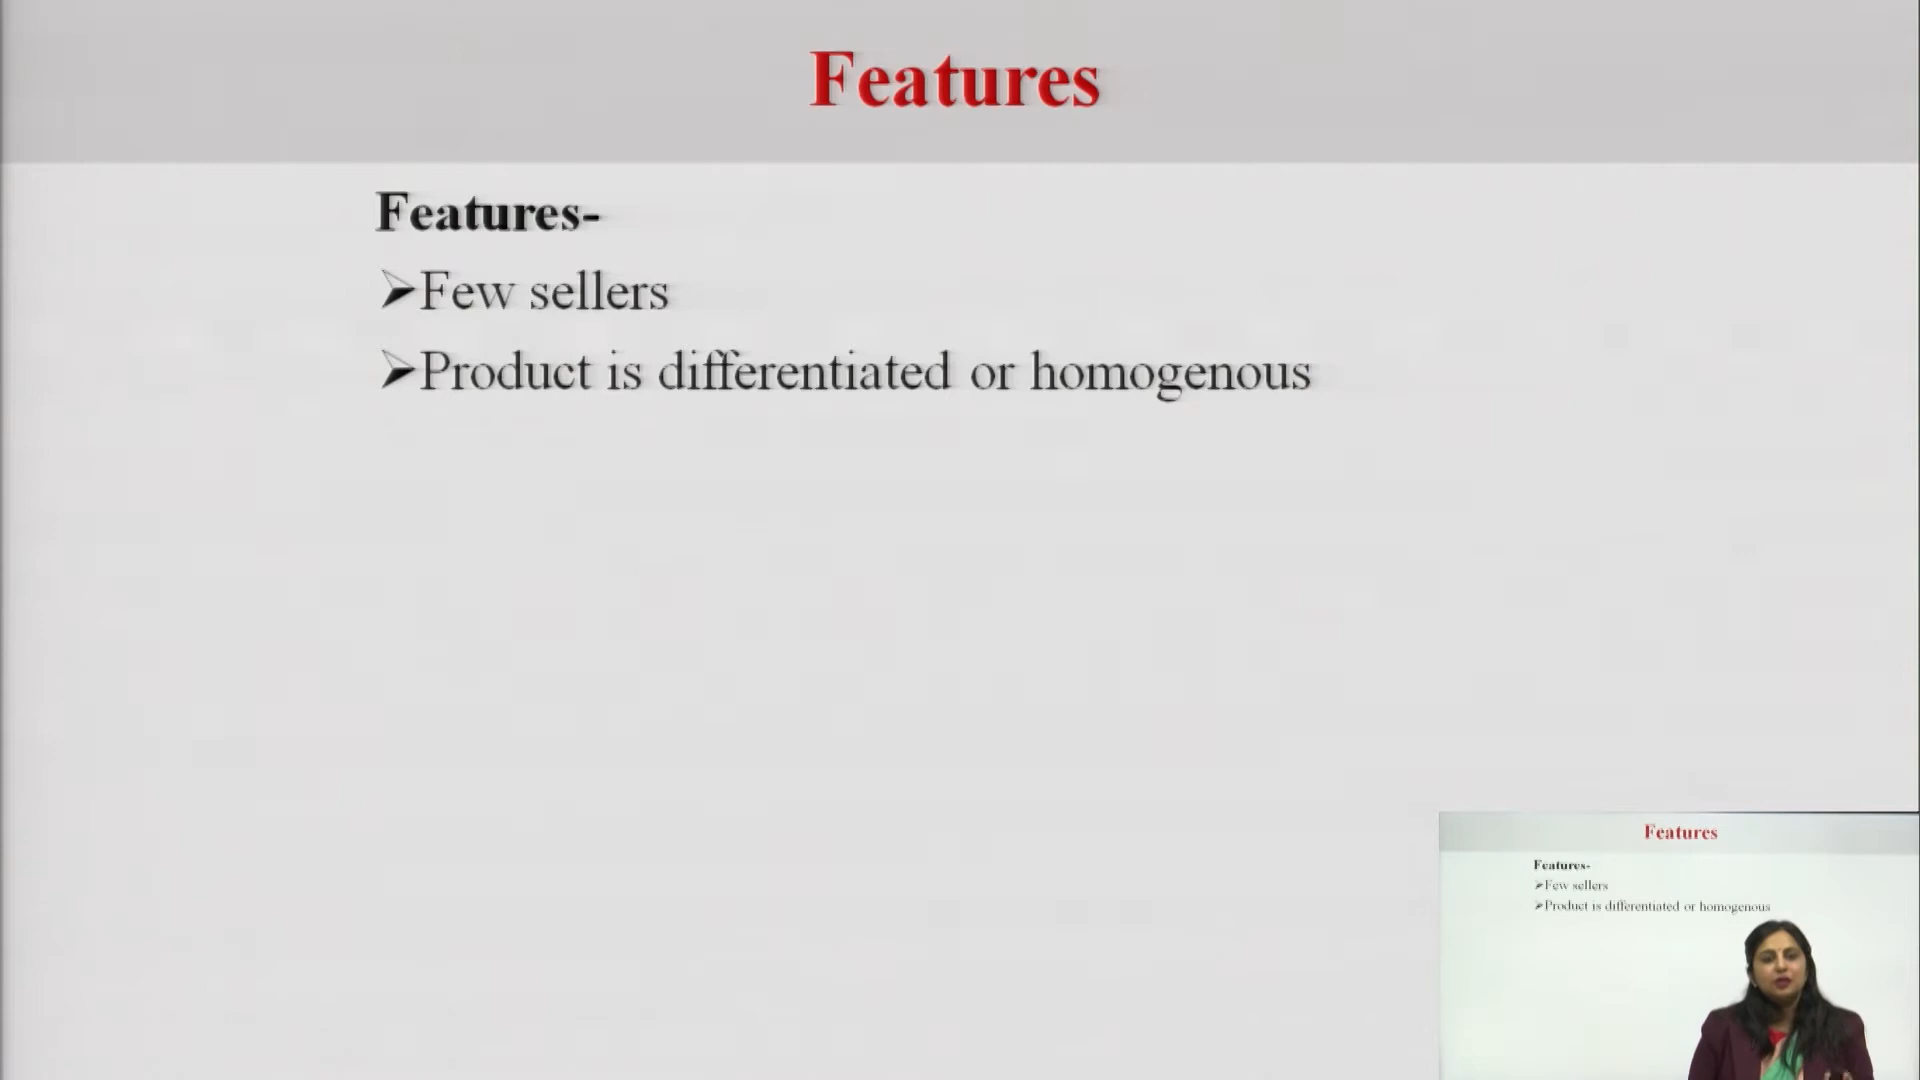 Features
Features-
➢Few sellers
➢Product is differentiated or homogenous
Features
Features-
➢Few sellers
➢Product is differentiated or homogenous